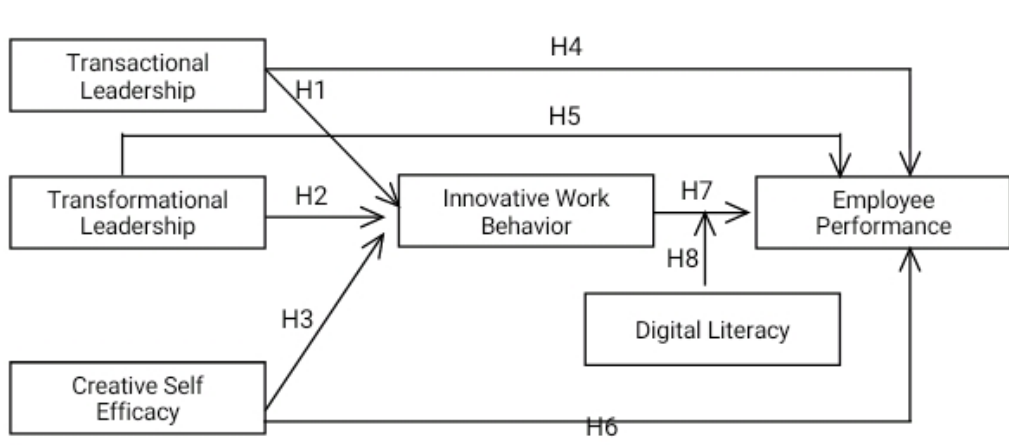 H4
Transactional
Leadership
H1
H5
Transformational
Leadership
H2
Innovative Work
Behavior
H7
Employee
Performance
H8
H3
Digital Literacy
Creative Self
Efficacy
H6